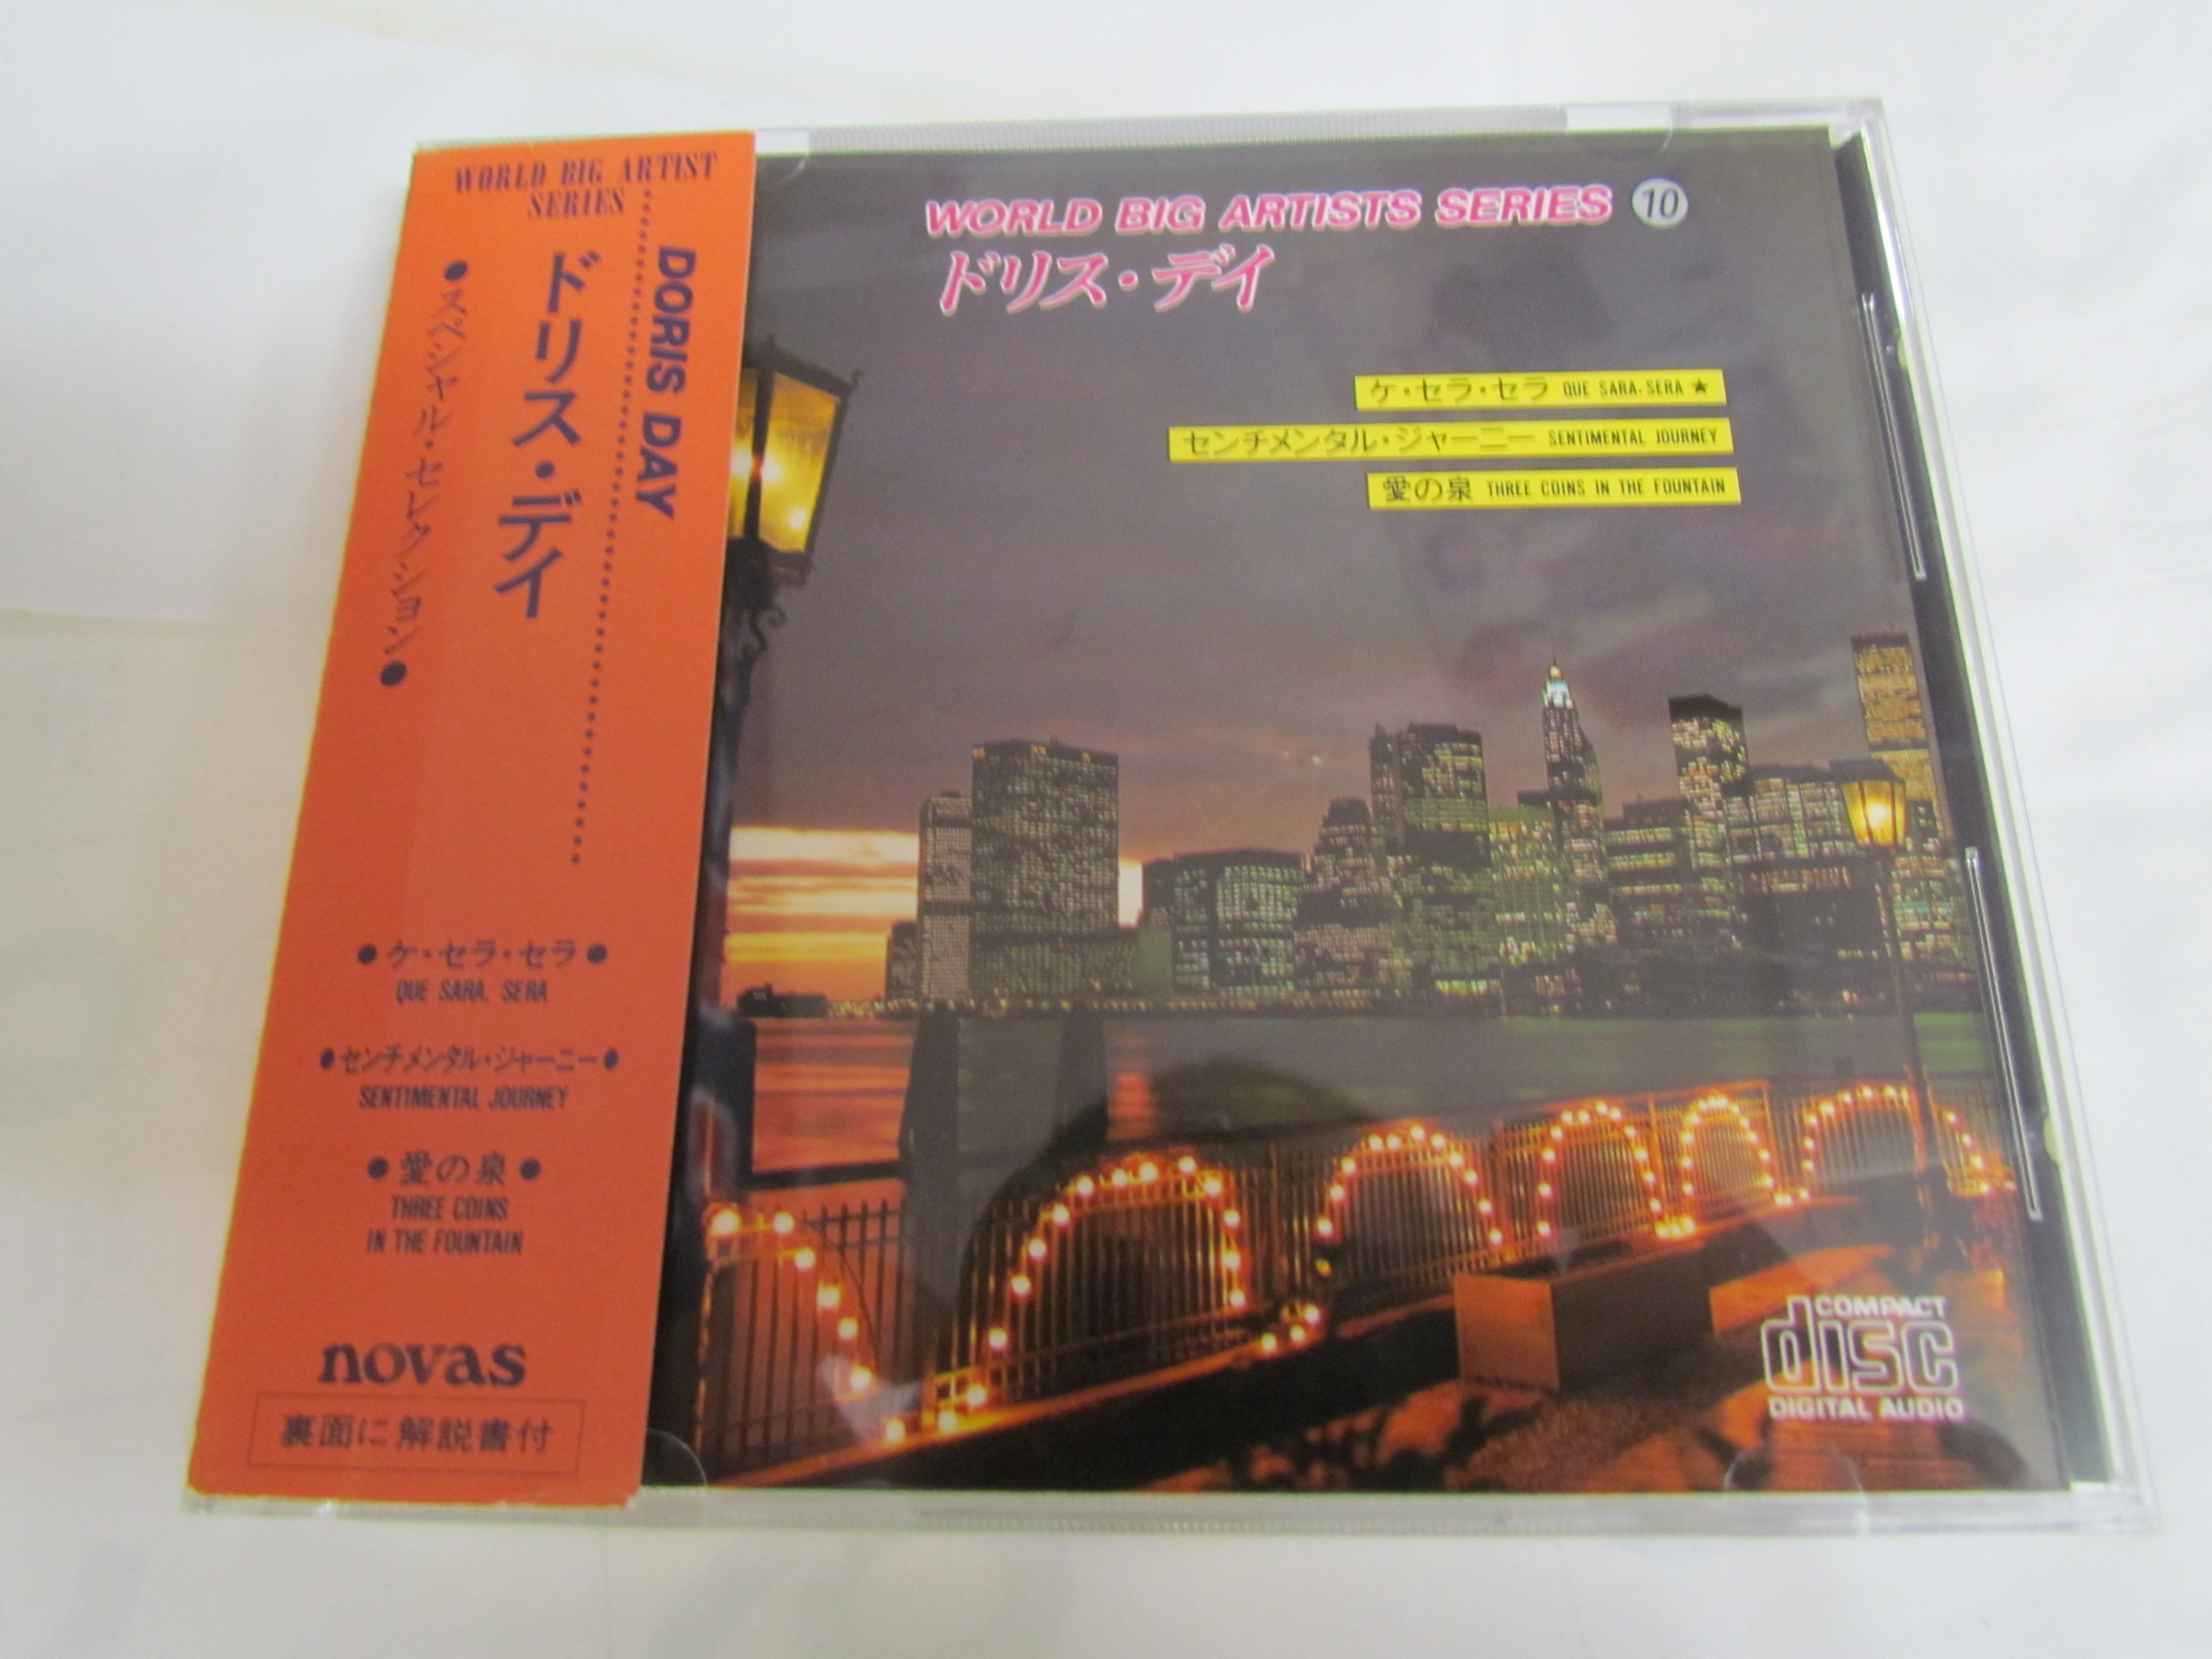 WORLD BIG ARTIST
SERIES
DORIS DAY
ドリス・デイ
●スペシャル・セレクション●
●ケ・セラ・セラ●
QUE SARA, SERA
●センチメンタル・ジャーニー●
SENTIMENTAL JOURNEY
●愛の泉●
THREE COINS
IN THE FOUNTAIN
novas
裏面に解説書付
WORLD BIG ARTISTS SERIES 10
ドリス・デイ
ケ・セラ・セラ QUE SARA, SERA ★
センチメンタル・ジャーニー SENTIMENTAL JOURNEY
愛の泉 THREE COINS IN THE FOUNTAIN
COMPACT
disc
DIGITAL AUDIO